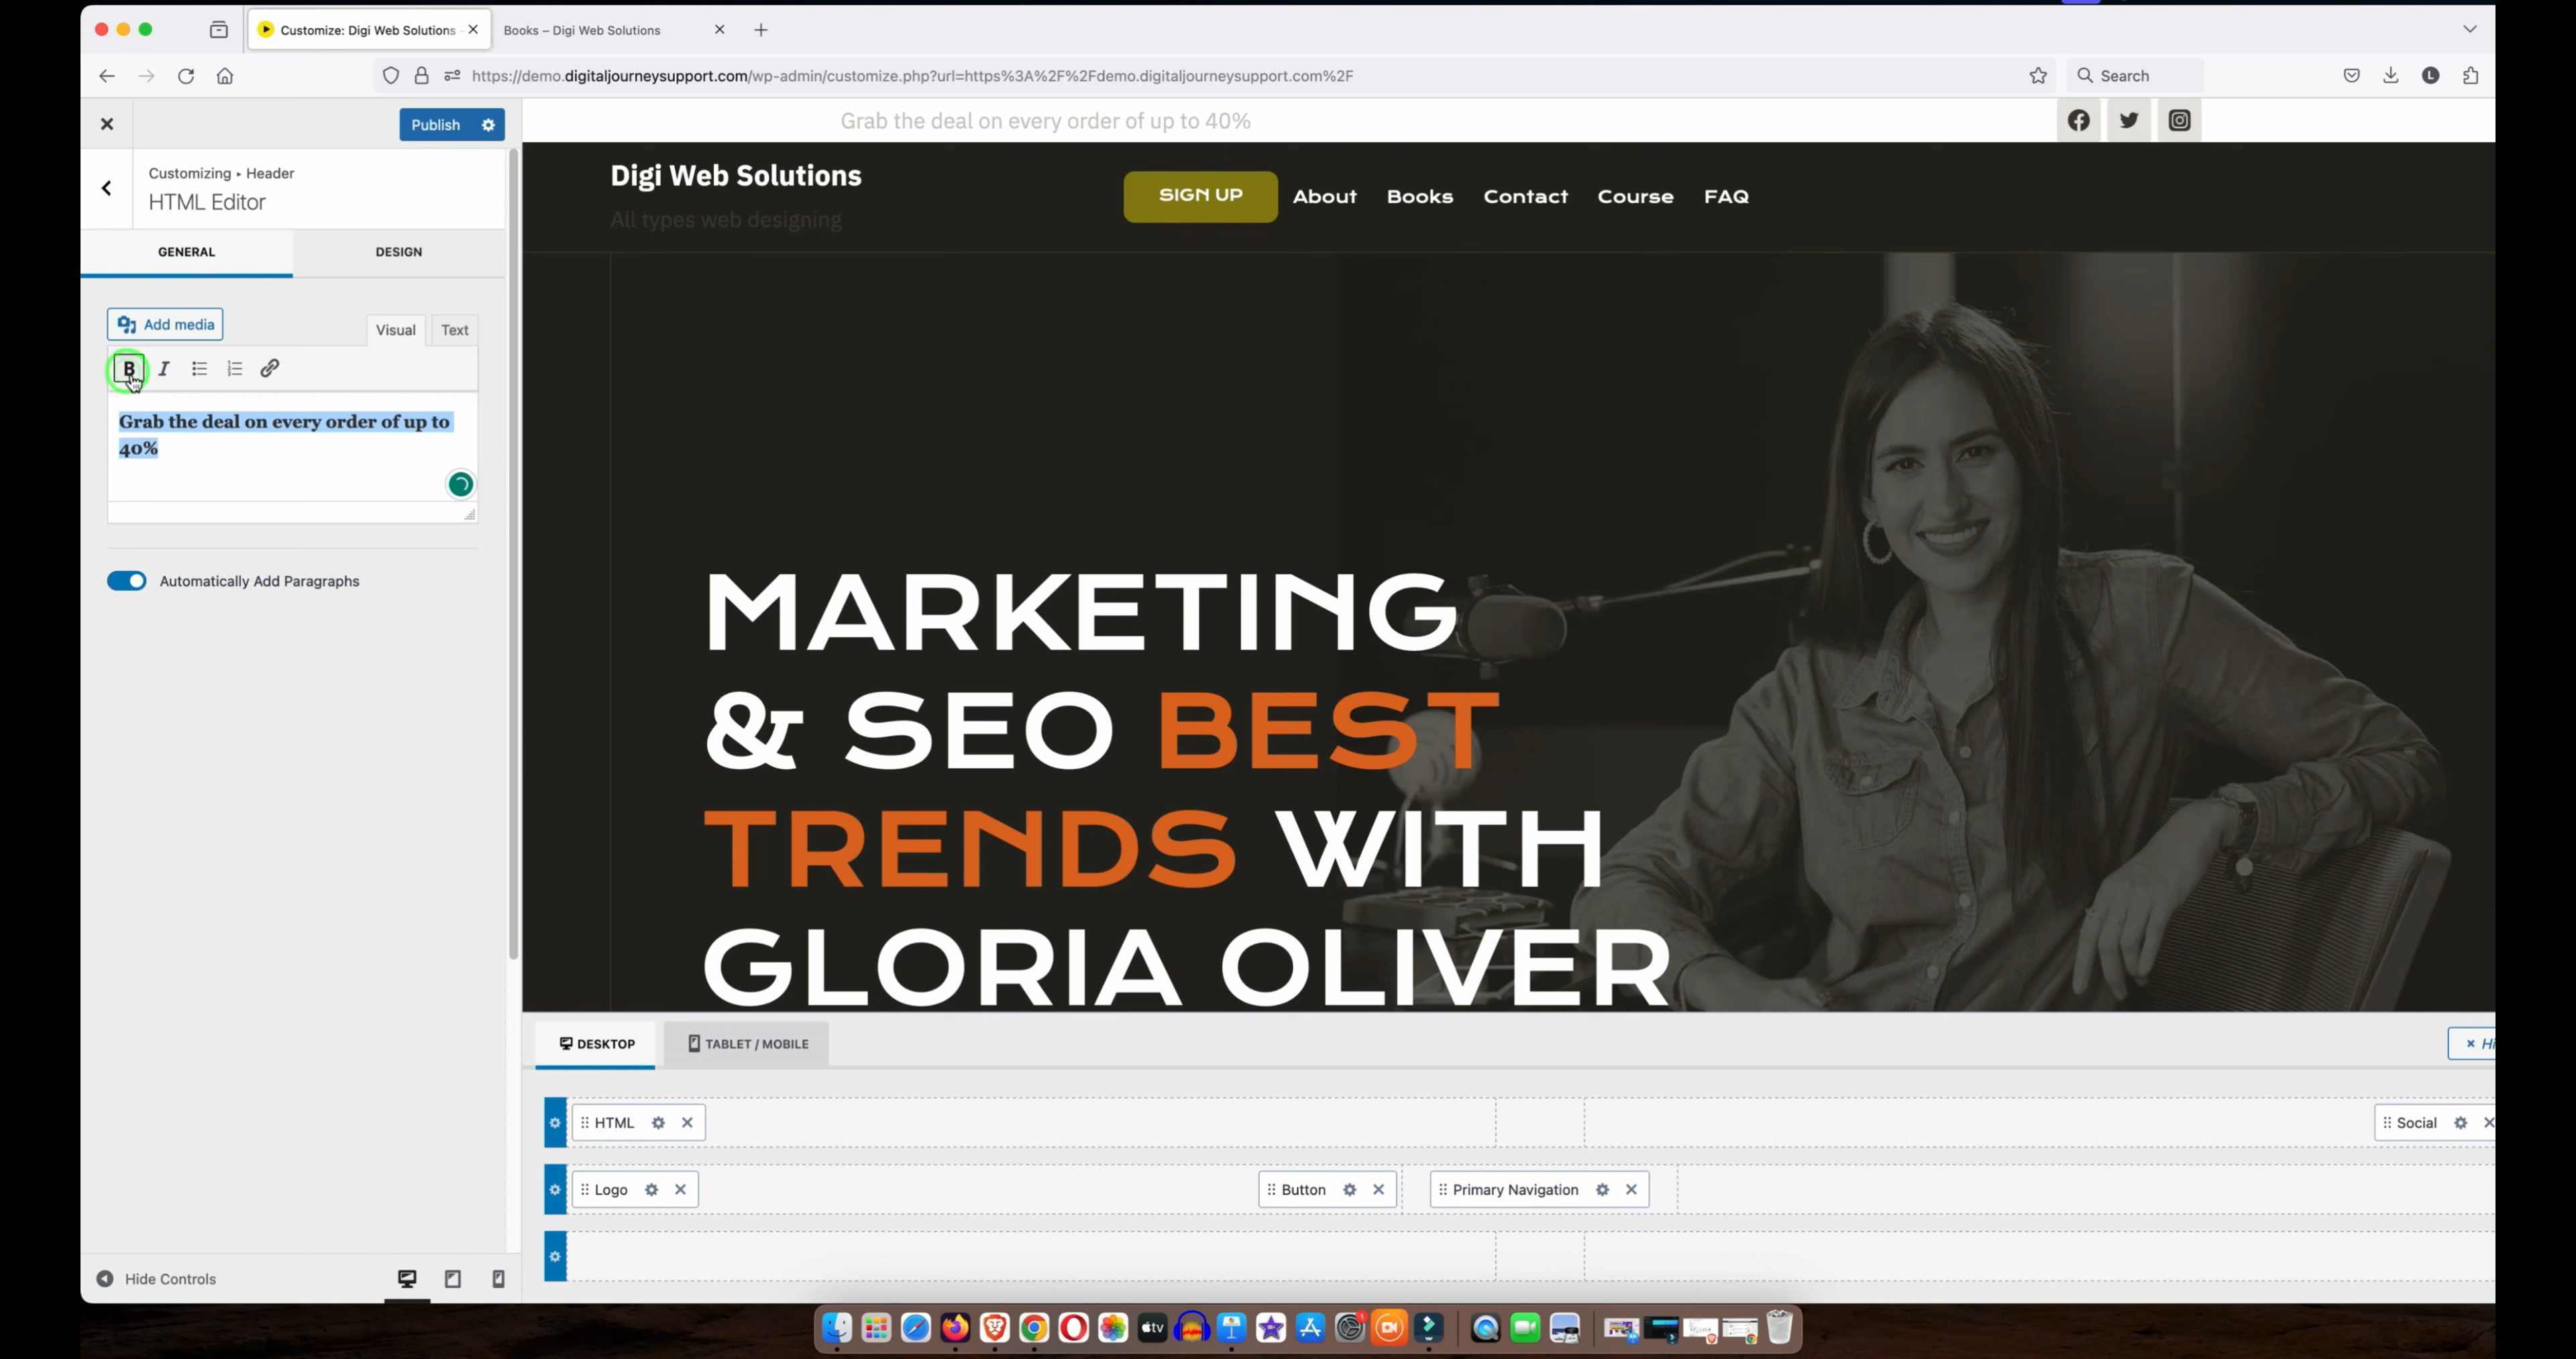 Customize: Digi Web Solutions
Books – Digi Web Solutions
https://demo.digitaljourneysupport.com/wp-admin/customize.php?url=https%3A%2F%2Fdemo.digitaljourneysupport.com%2F
Search
L
Publish
Customizing ▸ Header
HTML Editor
GENERAL
DESIGN
Add media
Visual
Text
B I
Grab the deal on every order of up to
40%
Automatically Add Paragraphs
Hide Controls
Grab the deal on every order of up to 40%
Digi Web Solutions
All types web designing
SIGN UP
About
Books
Contact
Course
FAQ
MARKETING
& SEO BEST
TRENDS WITH
GLORIA OLIVER
DESKTOP
TABLET / MOBILE
HTML
Social
Logo
Button
Primary Navigation
tv